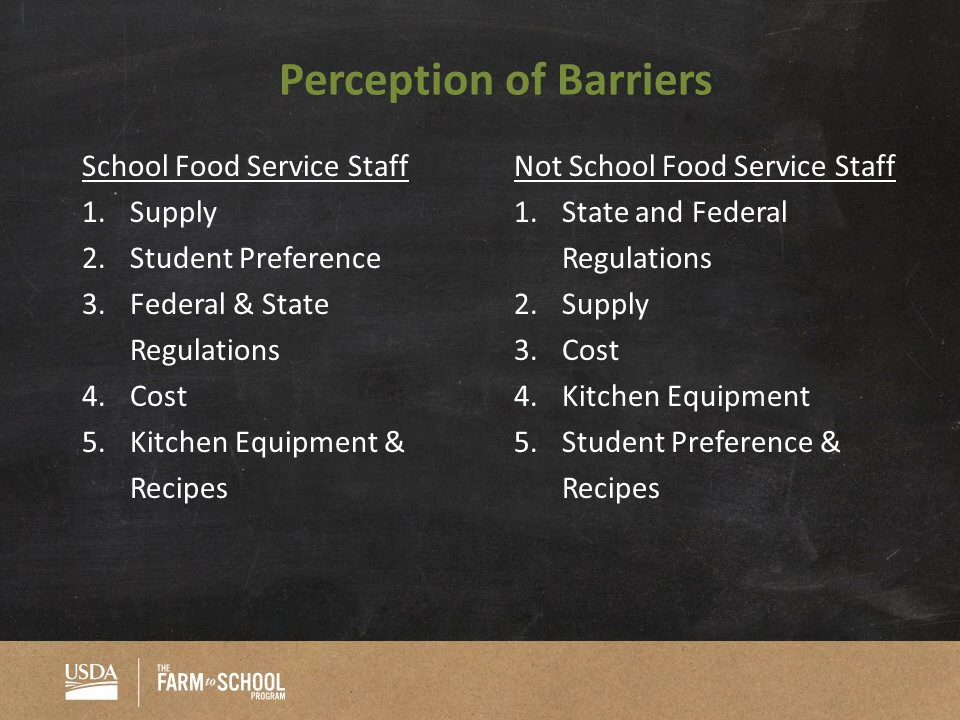 Perception of Barriers
School Food Service Staff
1. Supply
2. Student Preference
3. Federal & State
Regulations
4. Cost
5. Kitchen Equipment &
Recipes
Not School Food Service Staff
1. State and Federal
Regulations
2. Supply
3. Cost
4. Kitchen Equipment
5. Student Preference &
Recipes
USDA
THE
FARM to SCHOOL
PROGRAM